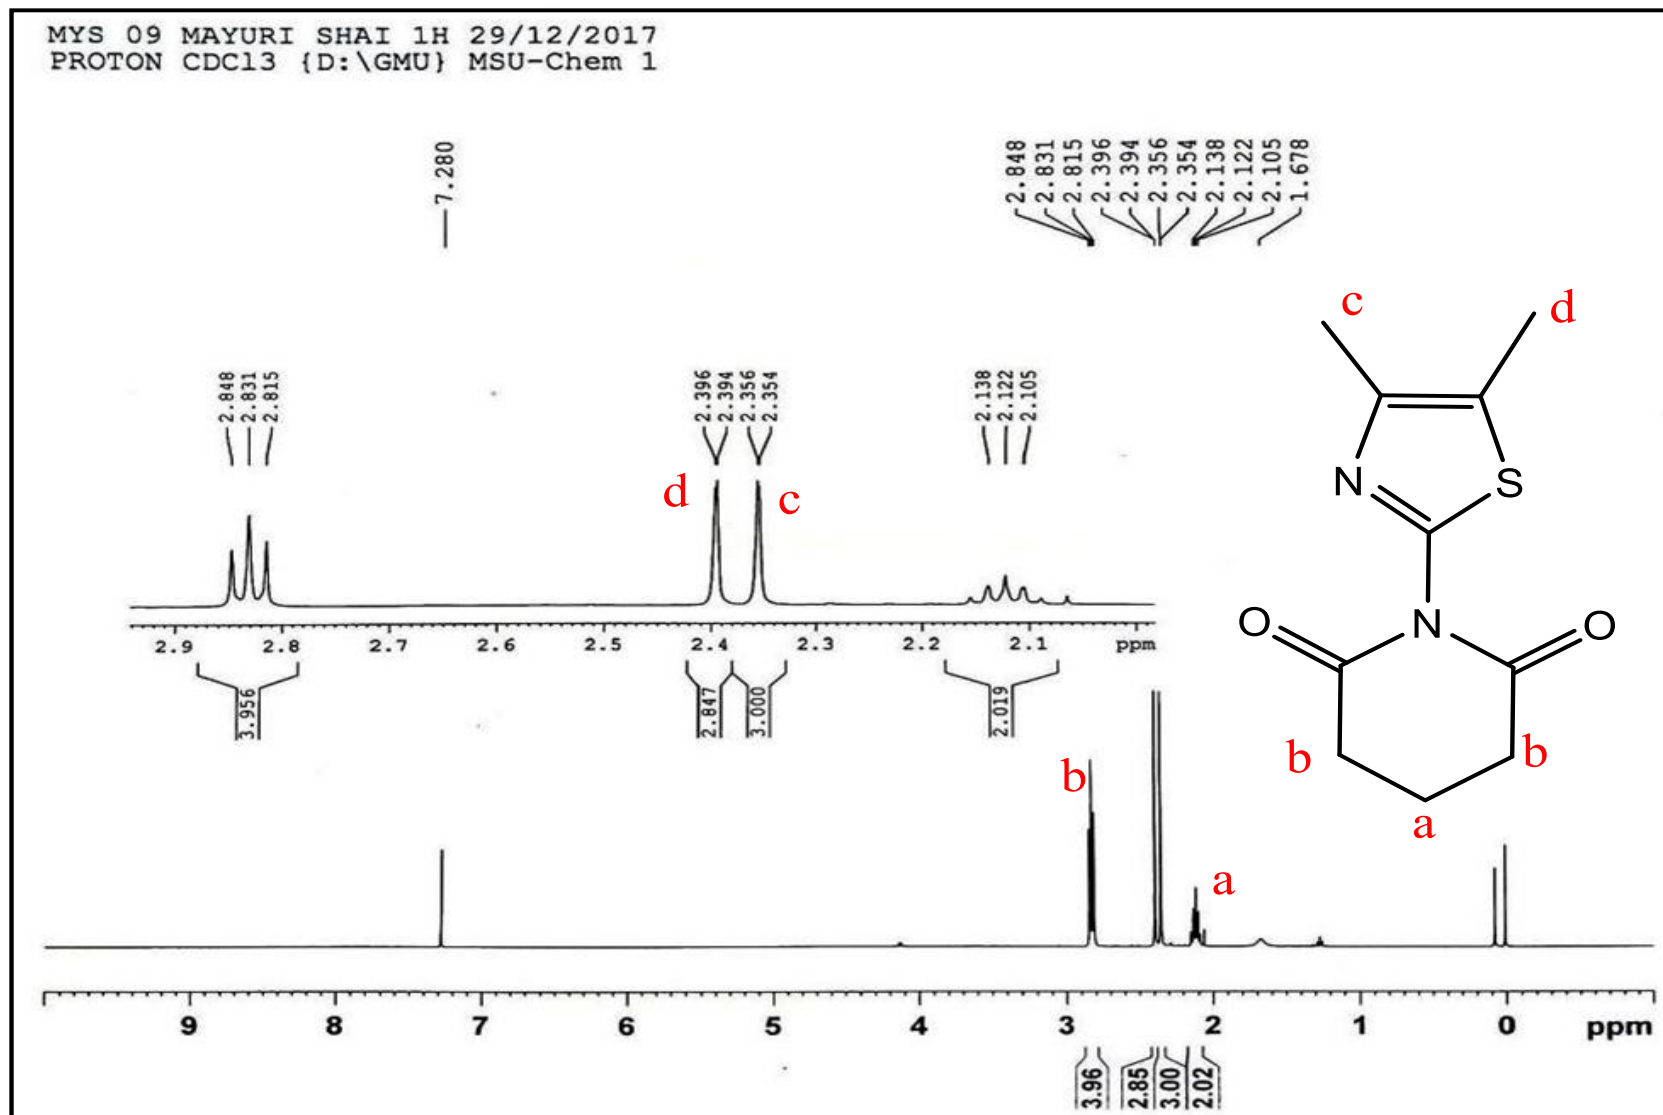 MYS 09 MAYURI SHAI 1H 29/12/2017
PROTON CDCl3 {D:\GMU} MSU-Chem 1
7.280
2.848
2.831
2.815
2.396
2.394
2.356
2.354
2.138
2.122
2.105
1.678
c
d
N
S
O
N
O
b
b
a
2.848
2.831
2.815
2.396
2.394
2.356
2.354
2.138
2.122
2.105
d
c
2.9 2.8 2.7 2.6 2.5 2.4 2.3 2.2 2.1 ppm
3.956
2.847
3.000
2.019
b
a
9 8 7 6 5 4 3 2 1 0 ppm
3.96
2.85
3.00
2.02